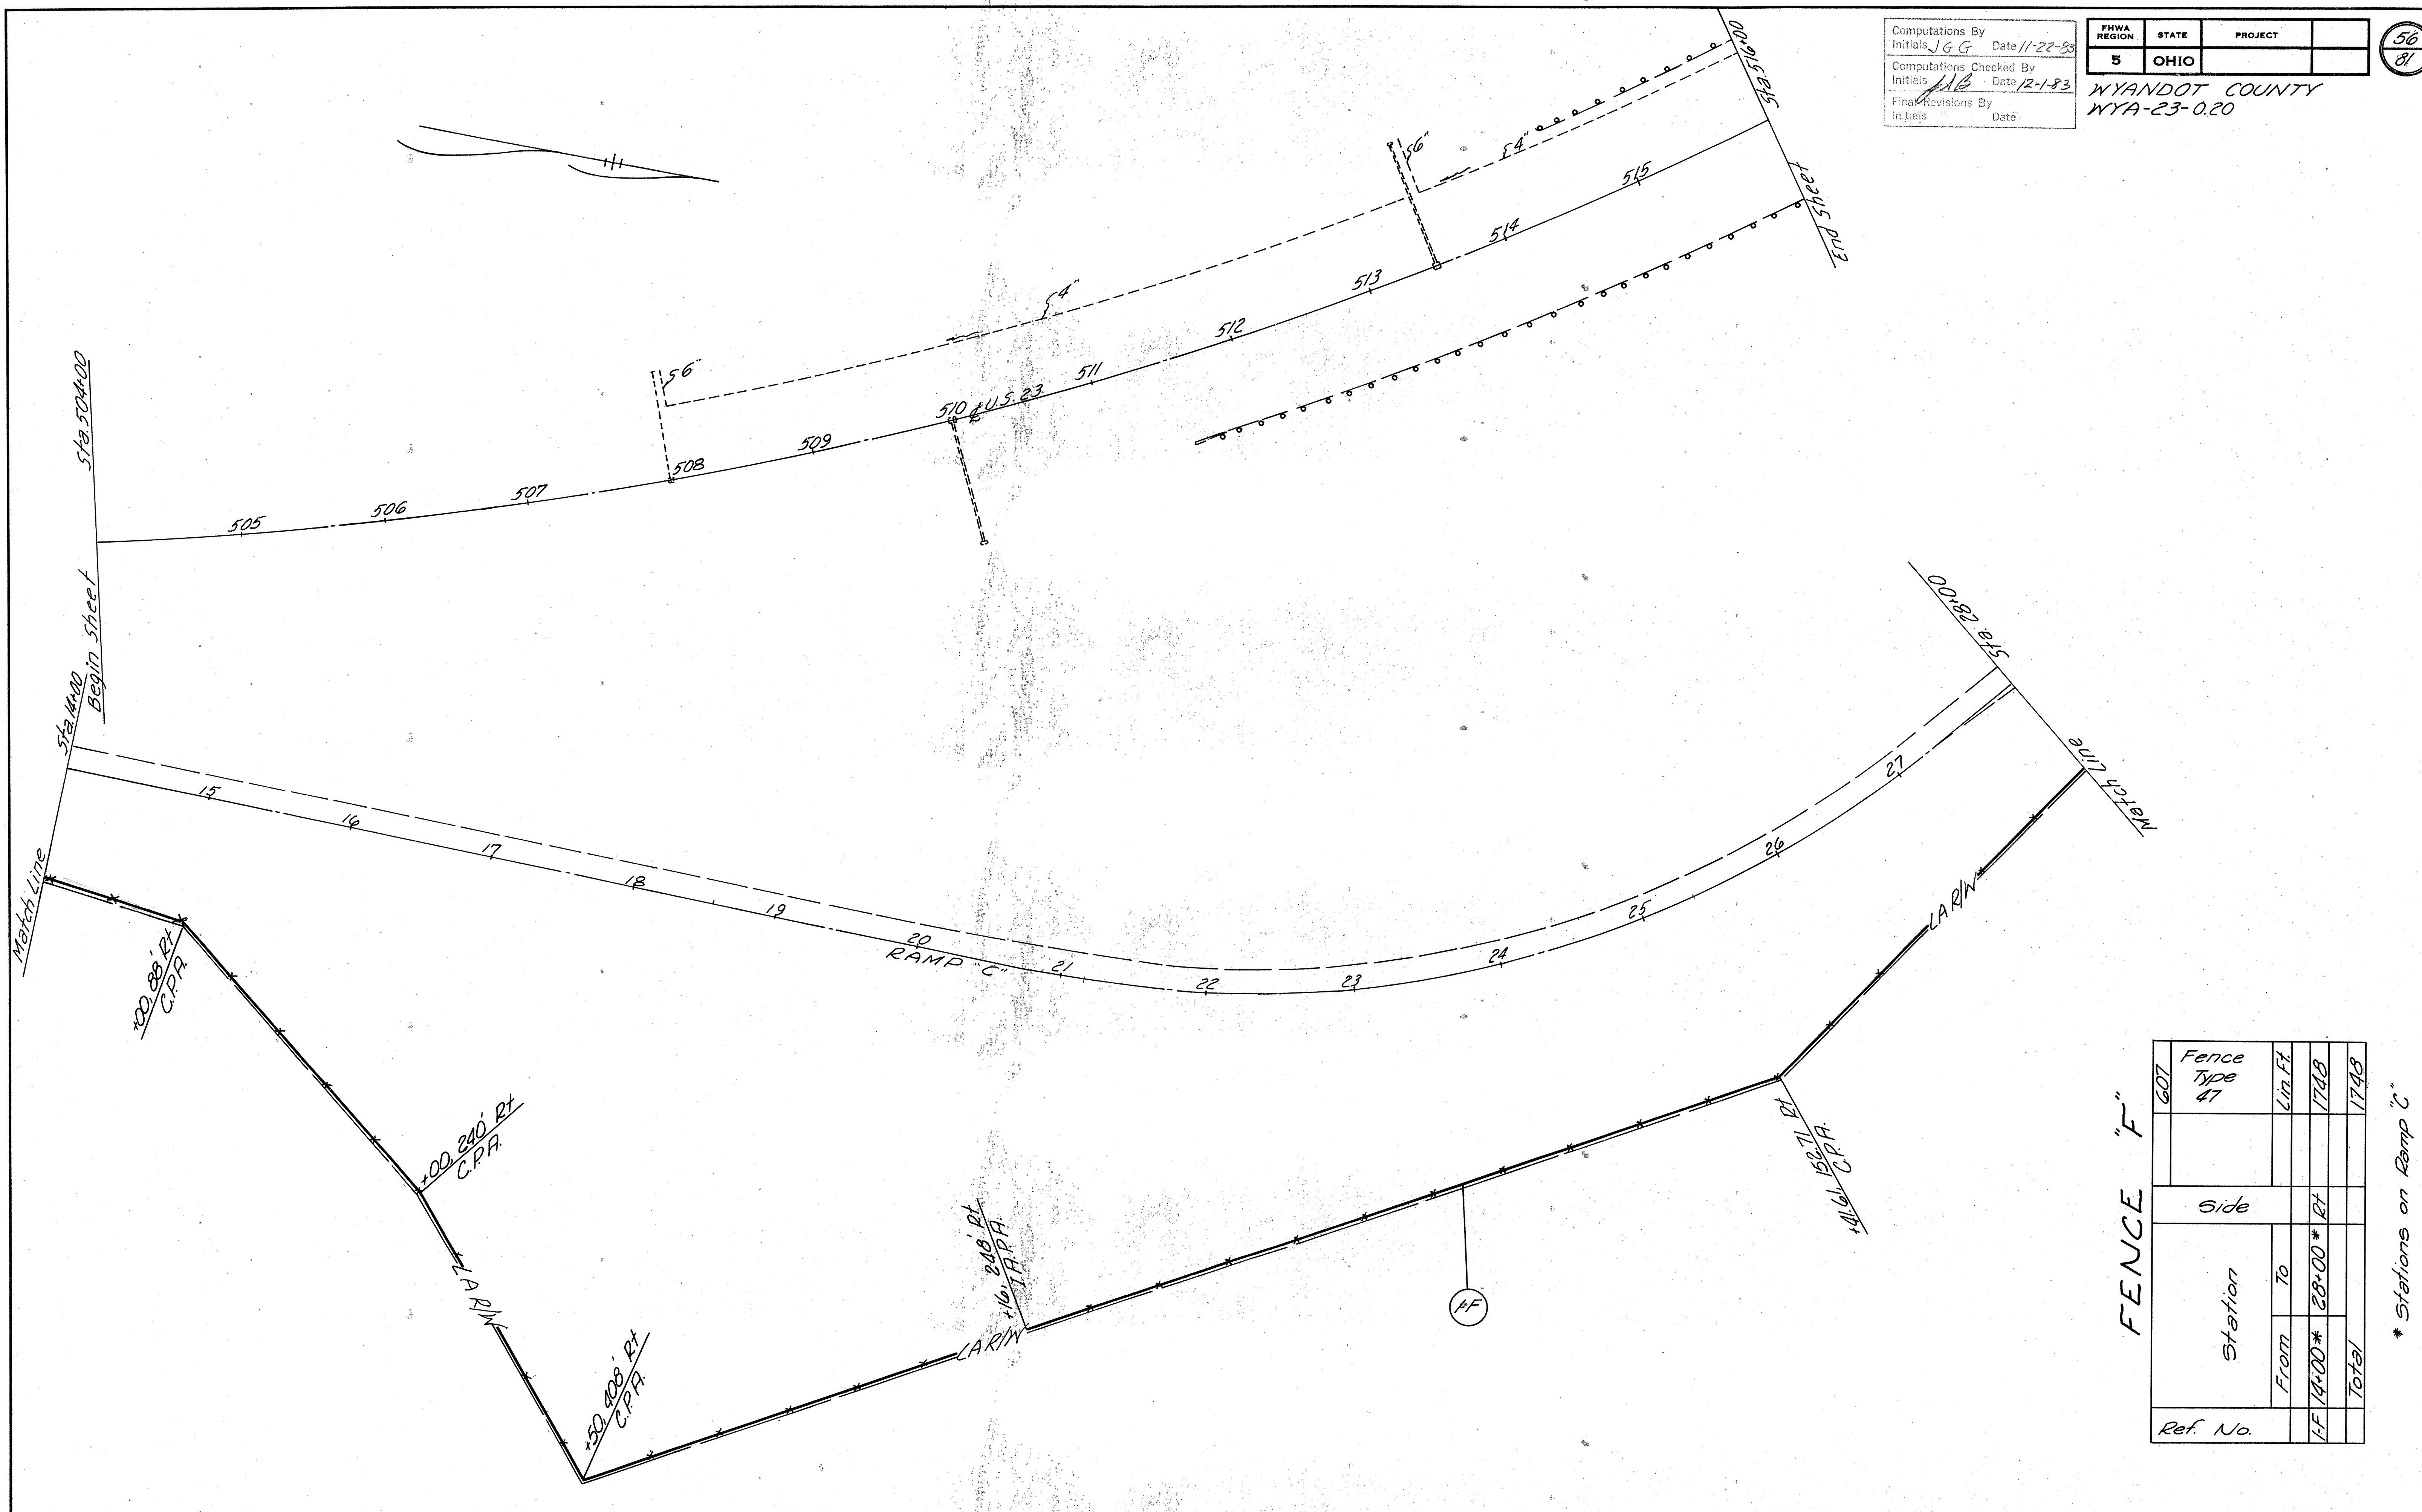 Computations By
Initials JGG Date 11-22-83
Computations Checked By
Initials Date 12-1-83
Final Revisions By
Initials Date
FHWA REGION STATE PROJECT
5 OHIO
56
81
WYANDOT COUNTY
WYA-23-0.20
Sta. 516+00
End Sheet
6"
4"
515
514
513
512
511
4"
6"
510 ℄ U.S. 23
509
508
507
506
505
Sta. 504+00
Begin Sheet
Sta. 14+00
Match Line
Sta. 28+00
Match Line
15
16
17
18
19
20
RAMP "C"
21
22
23
24
25
26
27
LA R/W
+00, 88' Rt
C.P.A.
+00, 240' Rt
C.P.A.
LA R/W
+50, 408' Rt
C.P.A.
LA R/W
+16, 248' Rt
I.A.P.A.
+41.61, 152.71 Rt
C.P.A.
1-F
FENCE "F"
Ref. No.
Station
From To
Side
607
Fence
Type
47
Lin. Ft.
1-F 14+00* 28+00* Rt 1748
Total 1748
* Stations on Ramp "C"